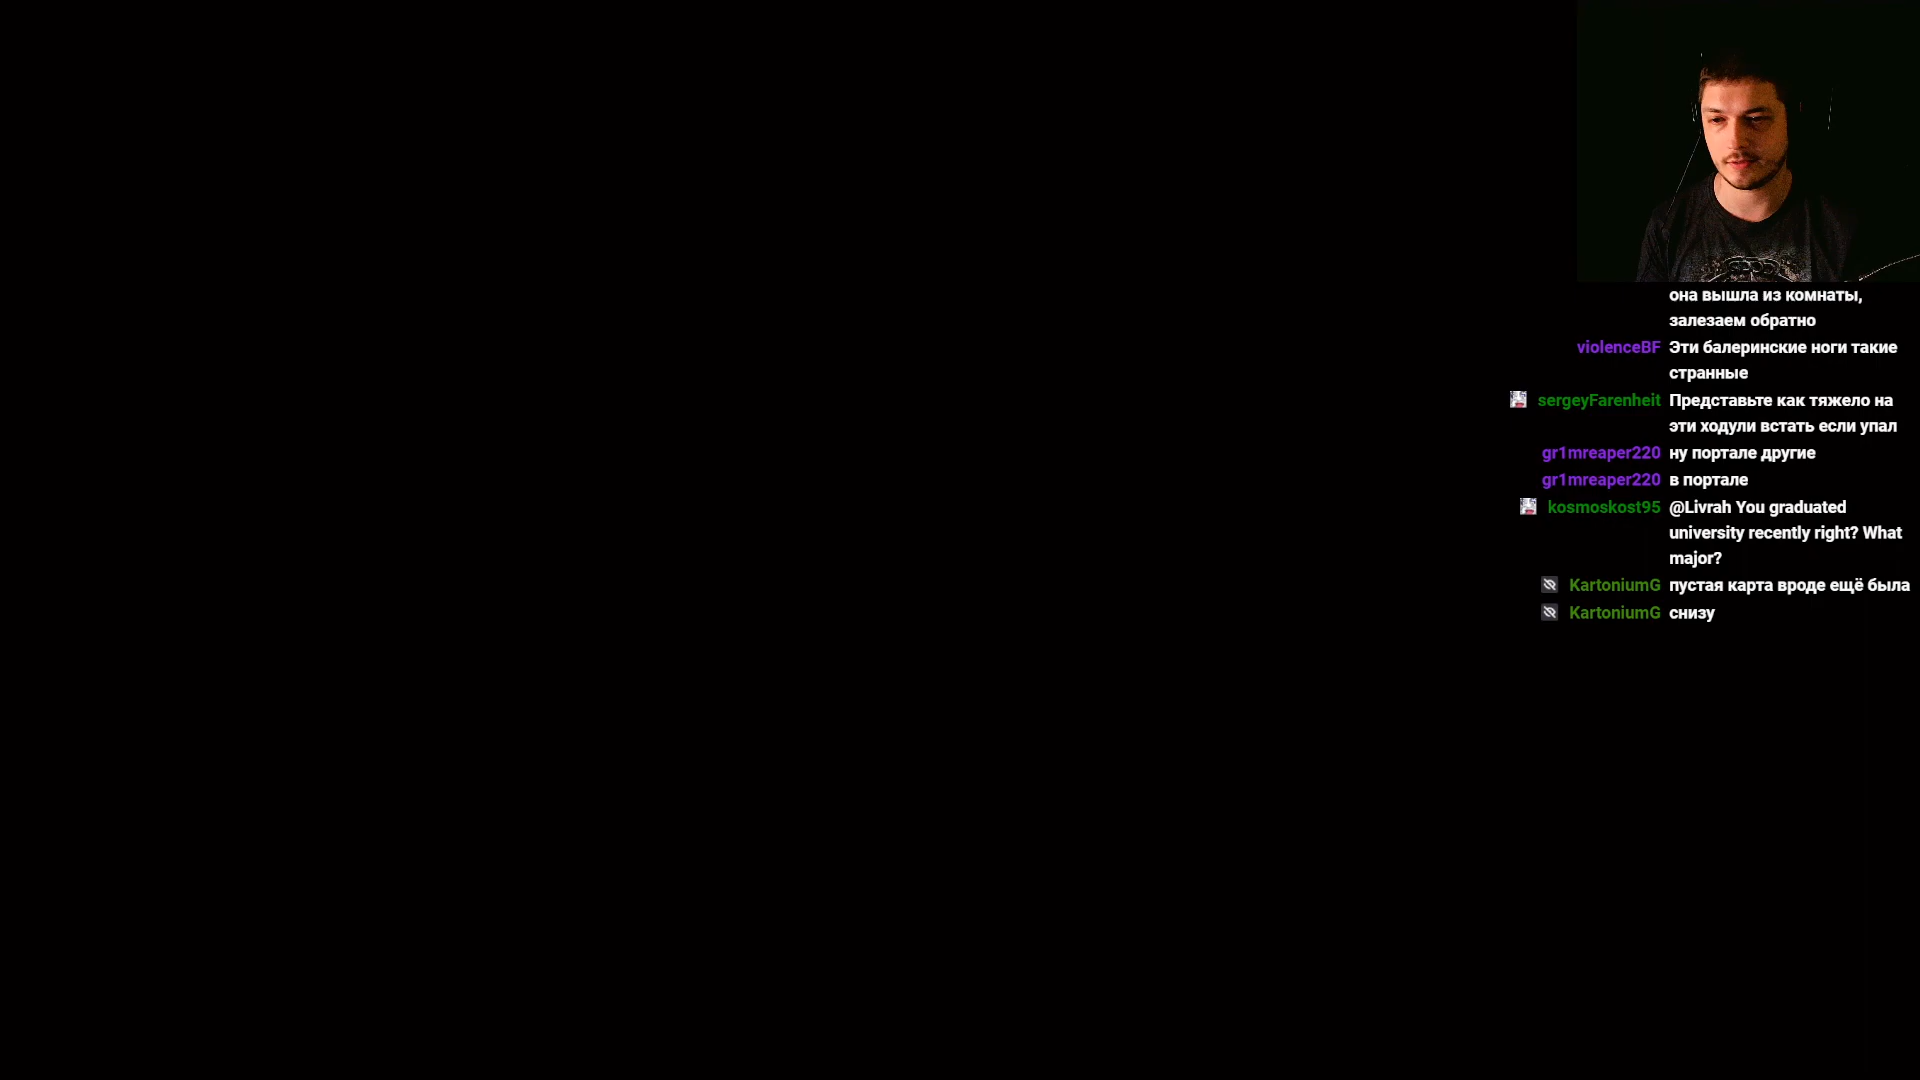 она вышла из комнаты,
залезаем обратно
violenceBF Эти балеринские ноги такие
странные
sergeyFarenheit Представьте как тяжело на
эти ходули встать если упал
gr1mreaper220 ну портале другие
gr1mreaper220 в портале
kosmoskost95 @Livrah You graduated
university recently right? What
major?
KartoniumG пустая карта вроде ещё была
KartoniumG снизу